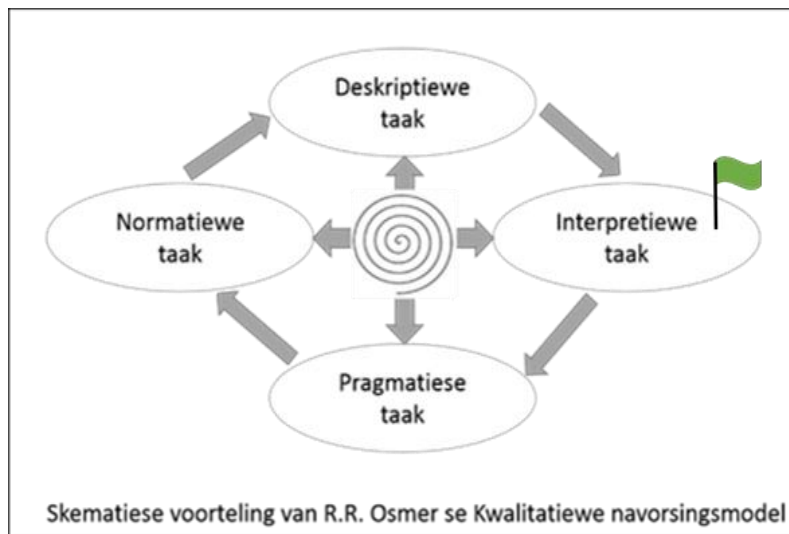 Deskriptiewe
taak
Normatiewe
taak
Interpretiewe
taak
Pragmatiese
taak
Skematiese voorteling van R.R. Osmer se Kwalitatiewe navorsingsmodel